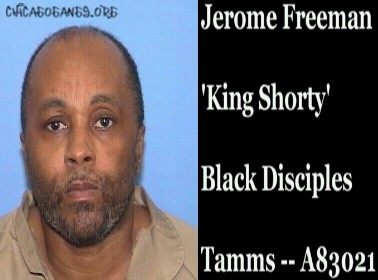 CHICAGOGANGS.ORG
Jerome Freeman
'King Shorty'
Black Disciples
Tamms -- A83021